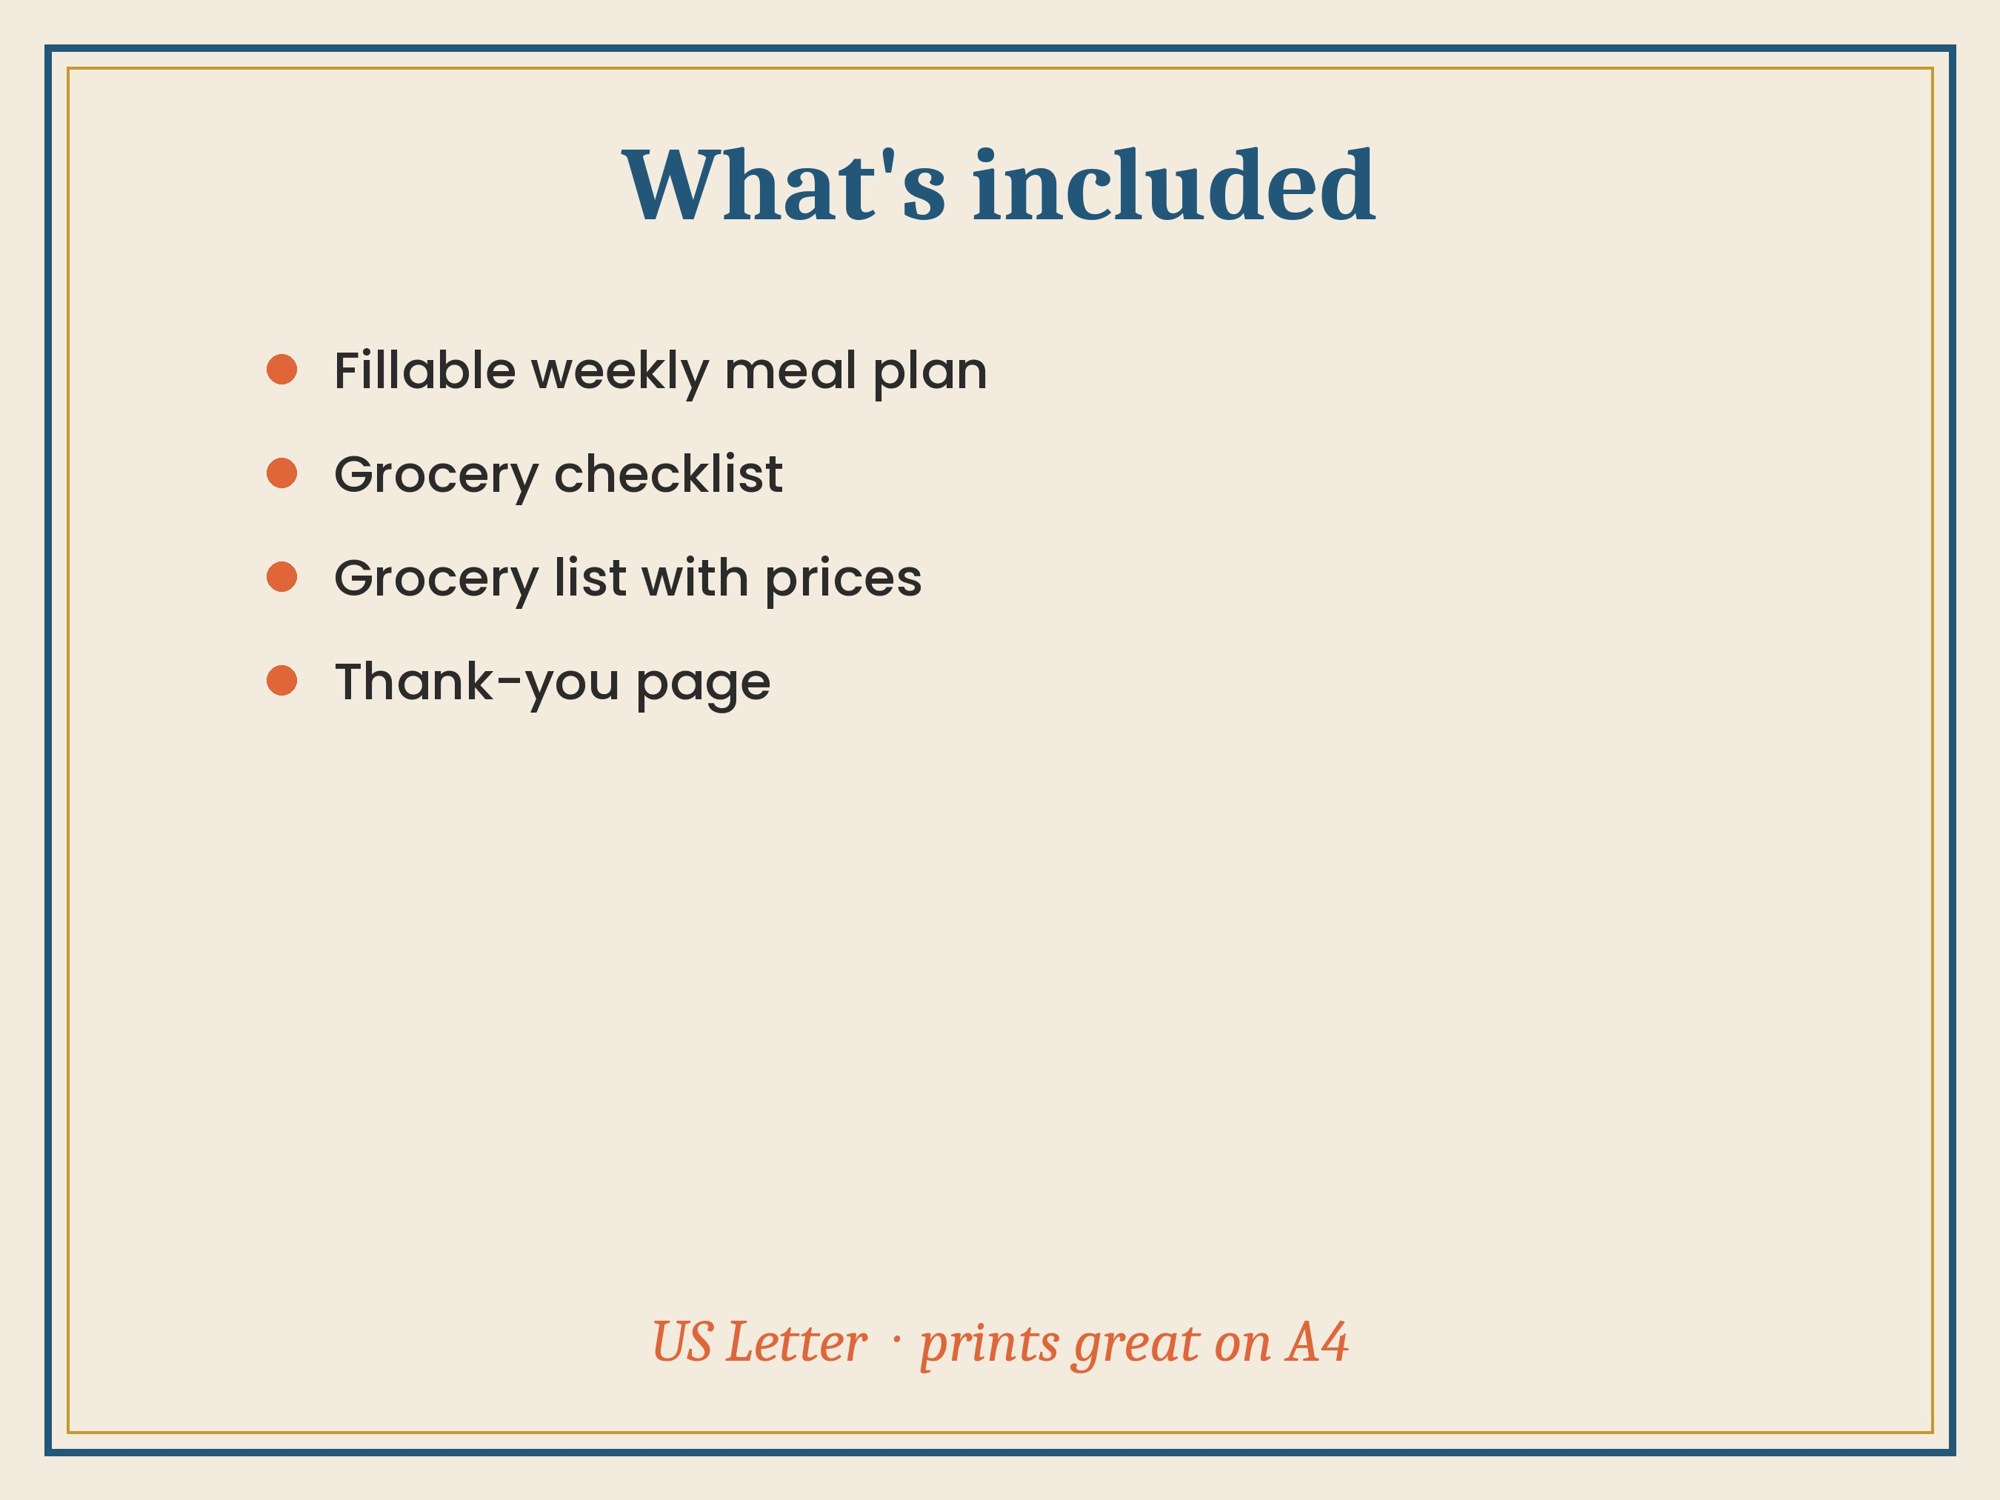 What's included
Fillable weekly meal plan
Grocery checklist
Grocery list with prices
Thank-you page
US Letter · prints great on A4